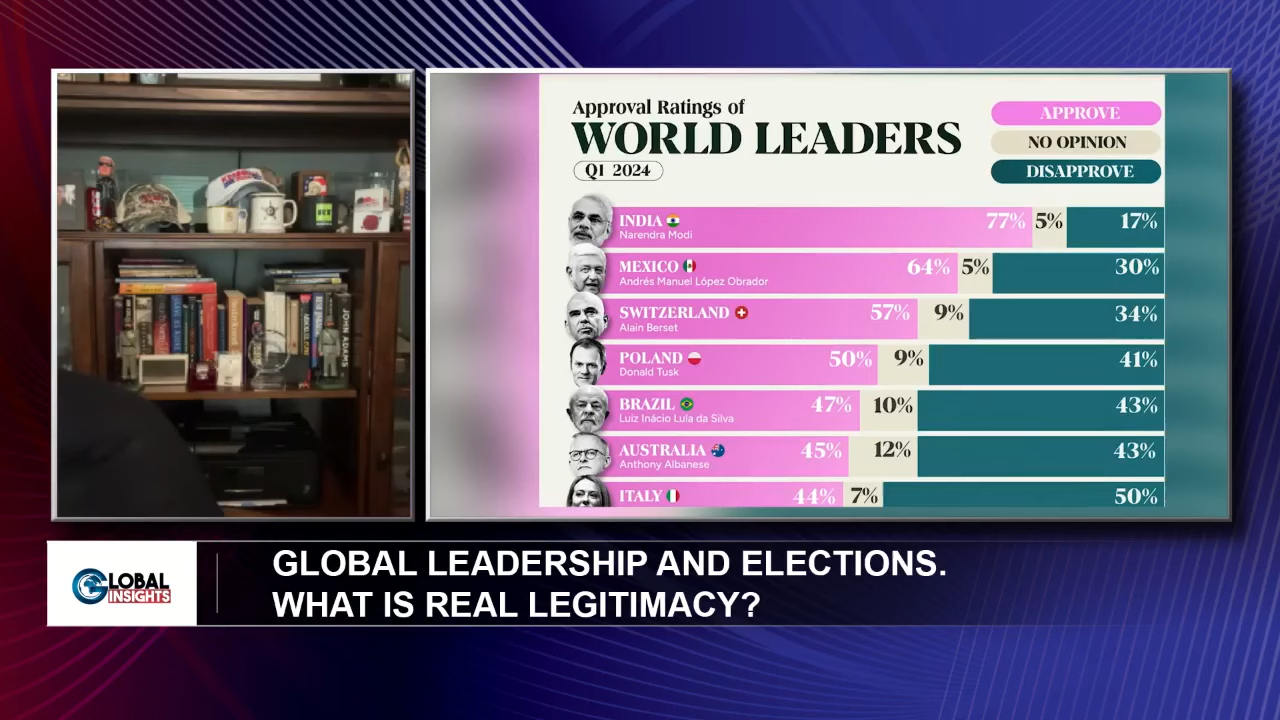 JOHN ADAMS
Approval Ratings of
WORLD LEADERS
Q1 2024
APPROVE
NO OPINION
DISAPPROVE
INDIA
Narendra Modi
77% 5% 17%
MEXICO
Andrés Manuel López Obrador
64% 5% 30%
SWITZERLAND
Alain Berset
57% 9% 34%
POLAND
Donald Tusk
50% 9% 41%
BRAZIL
Luiz Inácio Lula da Silva
47% 10% 43%
AUSTRALIA
Anthony Albanese
45% 12% 43%
ITALY
44% 7% 50%
GLOBAL
INSIGHTS
GLOBAL LEADERSHIP AND ELECTIONS.
WHAT IS REAL LEGITIMACY?